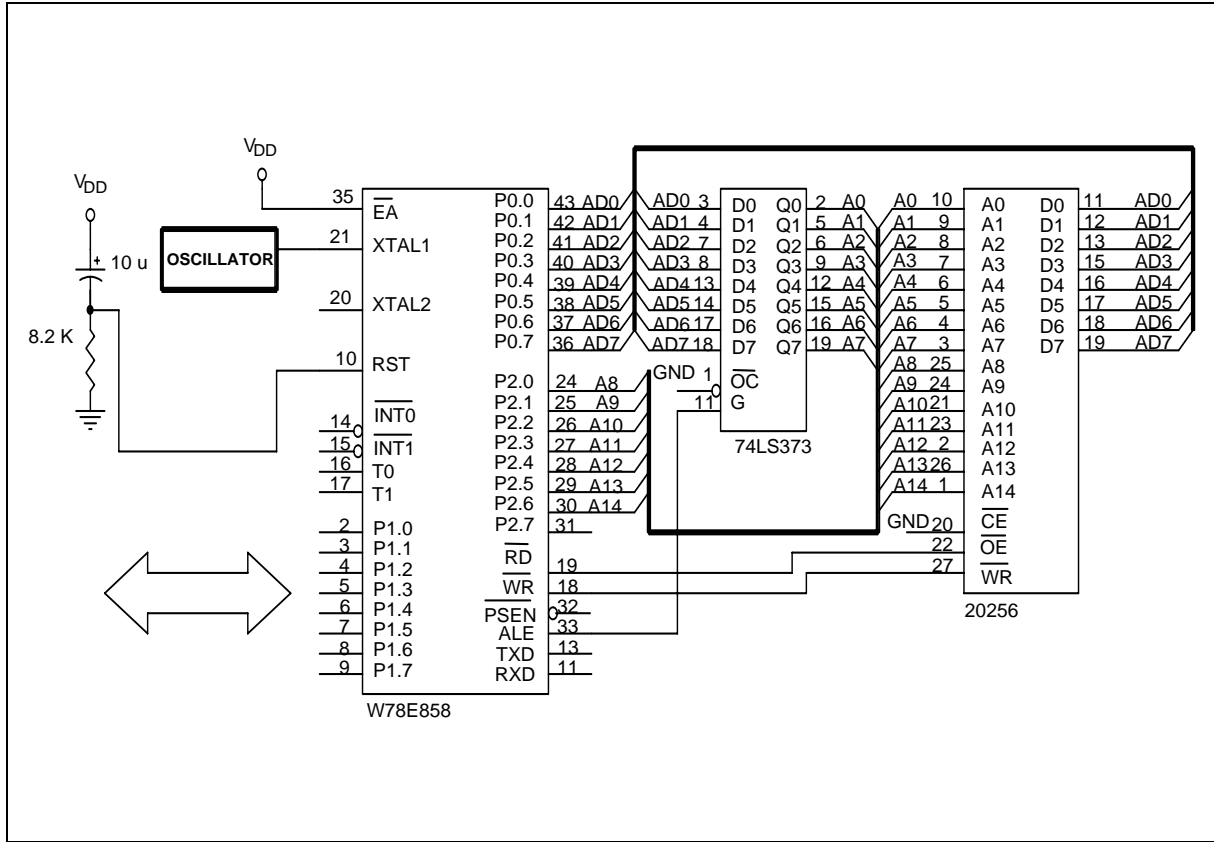 VDD
VDD
10 u
8.2 K
OSCILLATOR
35 EA
21 XTAL1
20 XTAL2
10 RST
14 INT0
15 INT1
16 T0
17 T1
2 P1.0
3 P1.1
4 P1.2
5 P1.3
6 P1.4
7 P1.5
8 P1.6
9 P1.7
P0.0 43 AD0
P0.1 42 AD1
P0.2 41 AD2
P0.3 40 AD3
P0.4 39 AD4
P0.5 38 AD5
P0.6 37 AD6
P0.7 36 AD7
P2.0 24 A8
P2.1 25 A9
P2.2 26 A10
P2.3 27 A11
P2.4 28 A12
P2.5 29 A13
P2.6 30 A14
P2.7 31
RD 19
WR 18
PSEN 32
ALE 33
TXD 13
RXD 11
W78E858
AD0 3 D0 Q0 2 A0
AD1 4 D1 Q1 5 A1
AD2 7 D2 Q2 6 A2
AD3 8 D3 Q3 9 A3
AD4 13 D4 Q4 12 A4
AD5 14 D5 Q5 15 A5
AD6 17 D6 Q6 16 A6
AD7 18 D7 Q7 19 A7
GND 1 OC
11 G
74LS373
A0 10 A0 D0 11 AD0
A1 9 A1 D1 12 AD1
A2 8 A2 D2 13 AD2
A3 7 A3 D3 15 AD3
A4 6 A4 D4 16 AD4
A5 5 A5 D5 17 AD5
A6 4 A6 D6 18 AD6
A7 3 A7 D7 19 AD7
A8 25 A8
A9 24 A9
A10 21 A10
A11 23 A11
A12 2 A12
A13 26 A13
A14 1 A14
GND 20 CE
22 OE
27 WR
20256